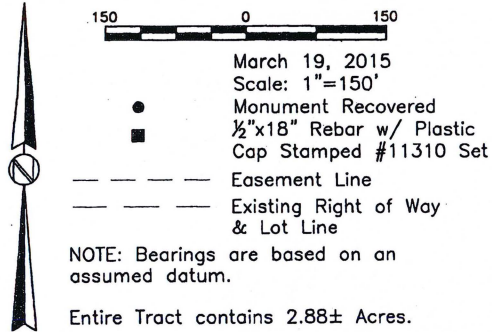 150 0 150
March 19, 2015
Scale: 1"=150'
Monument Recovered
½"x18" Rebar w/ Plastic
Cap Stamped #11310 Set
Easement Line
Existing Right of Way
& Lot Line
N
NOTE: Bearings are based on an
assumed datum.
Entire Tract contains 2.88± Acres.